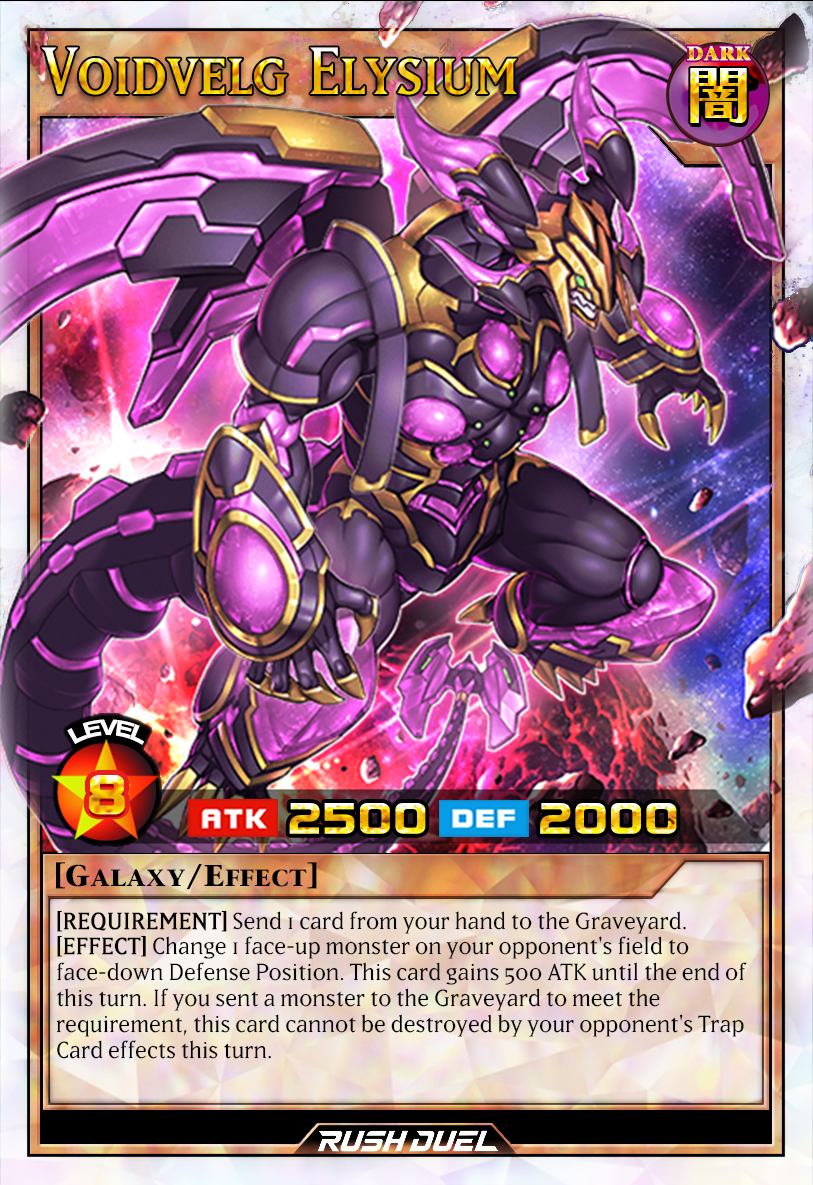 Voidvelg Elysium
DARK
闇
LEVEL
8
ATK 2500 DEF 2000
[Galaxy/Effect]
[REQUIREMENT] Send 1 card from your hand to the Graveyard.
[EFFECT] Change 1 face-up monster on your opponent's field to
face-down Defense Position. This card gains 500 ATK until the end of
this turn. If you sent a monster to the Graveyard to meet the
requirement, this card cannot be destroyed by your opponent's Trap
Card effects this turn.
RUSH DUEL